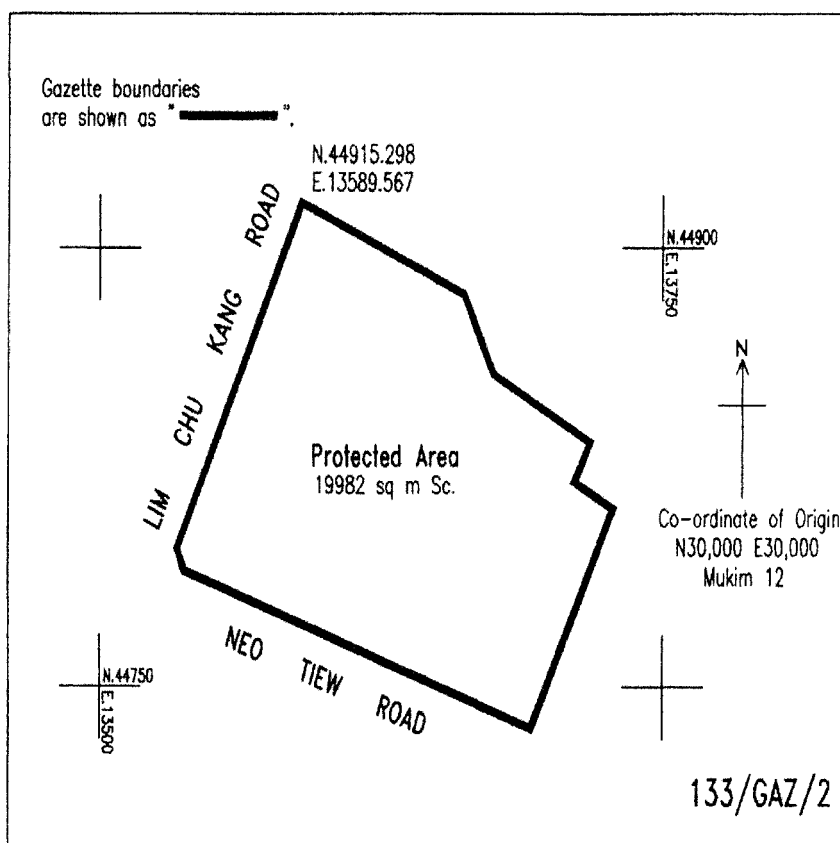 Gazette boundaries
are shown as "           ".
N.44915.298
E.13589.567
N.44900
E.13750
N
LIM CHU KANG ROAD
Protected Area
19982 sq m Sc.
Co-ordinate of Origin
N30,000 E30,000
Mukim 12
NEO TIEW ROAD
N.44750
E.13500
133/GAZ/2